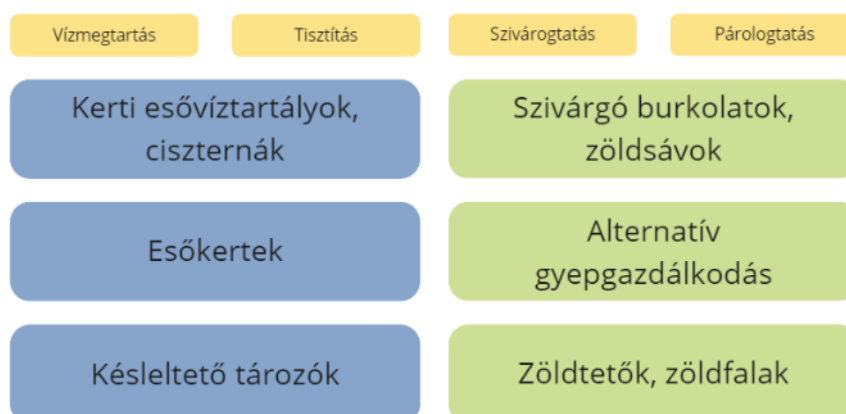 Vízmegtartás
Tisztítás
Szivárogtatás
Párologtatás
Kerti esővíztartályok,
ciszternák
Szivárgó burkolatok,
zöldsávok
Esőkertek
Alternatív
gyepgazdálkodás
Késleltető tározók
Zöldtetők, zöldfalak